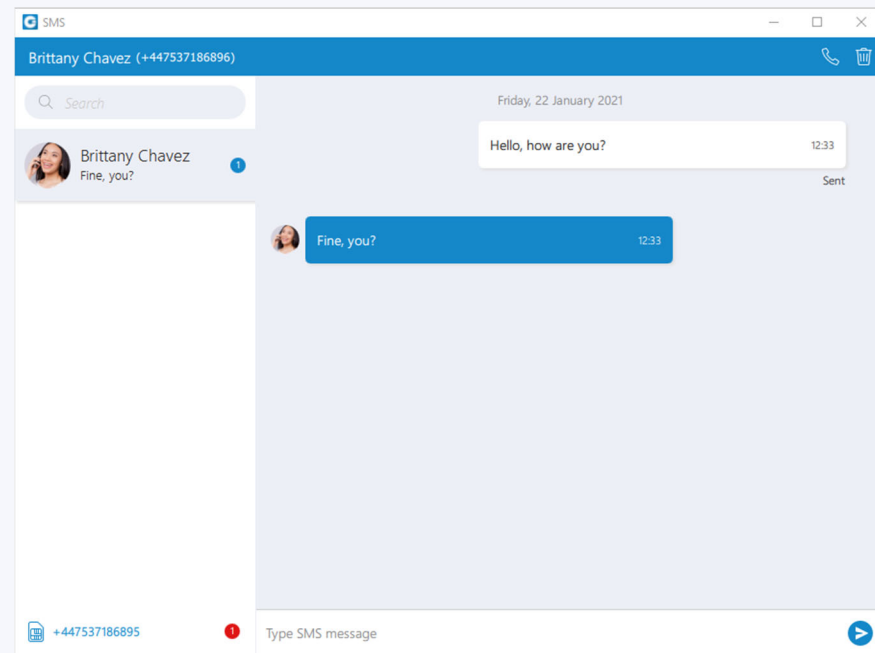 SMS
Brittany Chavez (+447537186896)
Search
Friday, 22 January 2021
Hello, how are you? 12:33
Sent
Brittany Chavez 1
Fine, you?
Fine, you? 12:33
+447537186895 1
Type SMS message